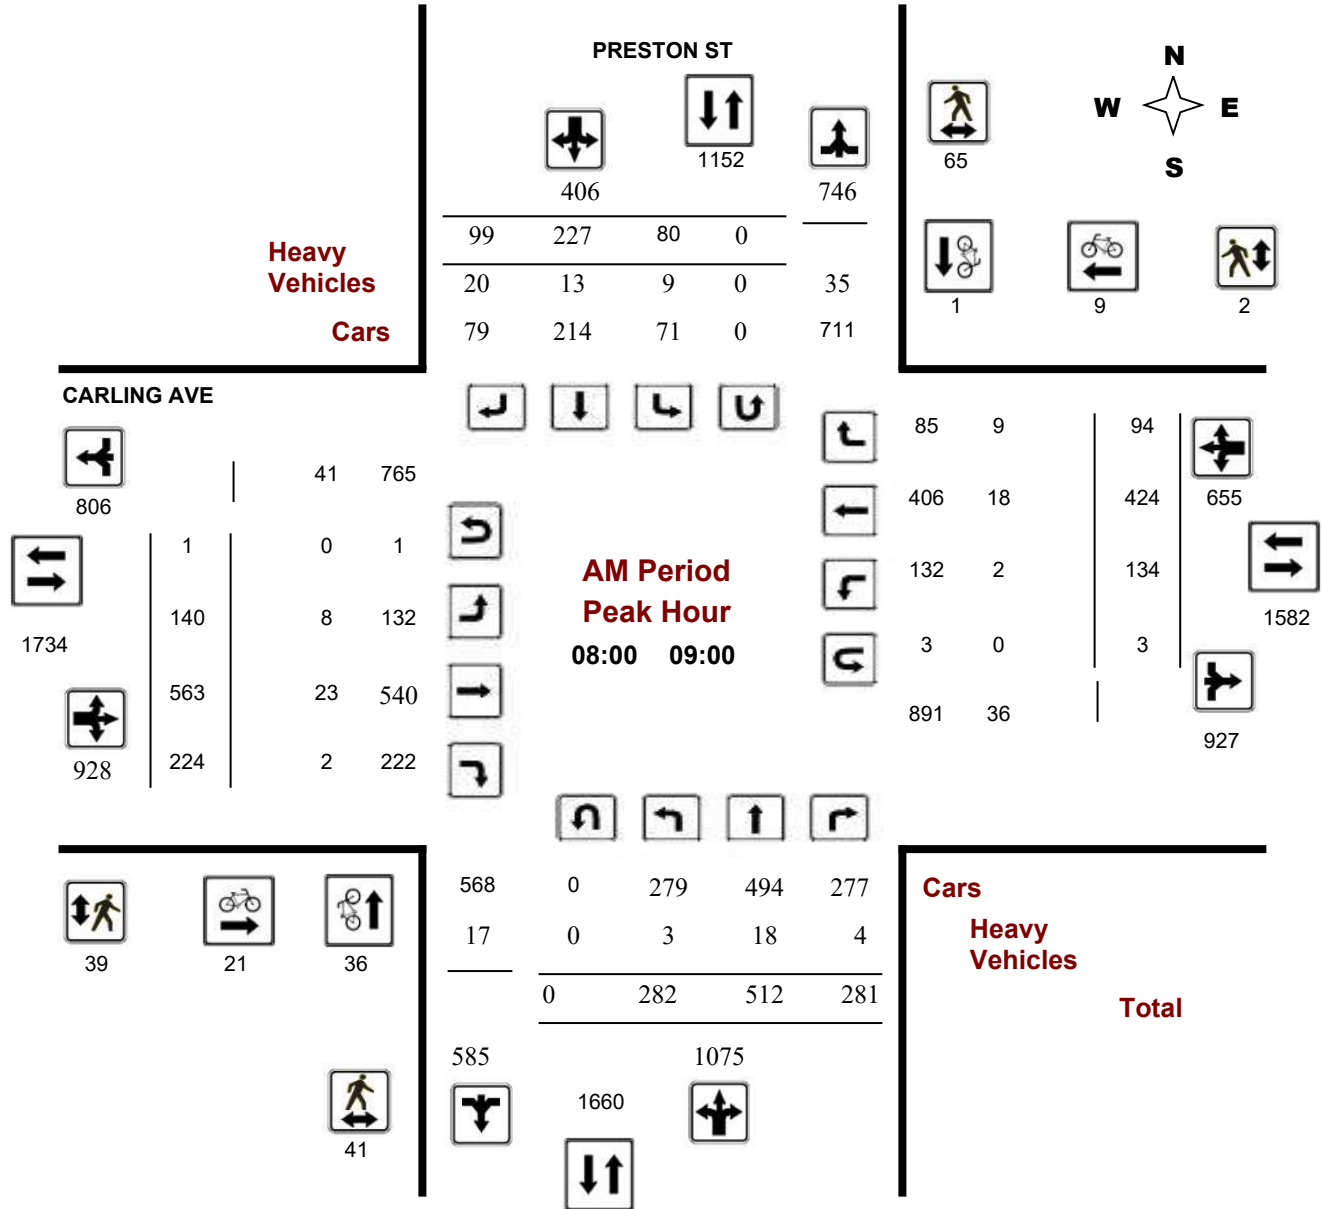 PRESTON ST
N
W E
S
1152
65
406 746
99 227 80 0
Heavy
Vehicles
20 13 9 0 35
1 9 2
Cars
79 214 71 0 711
CARLING AVE
85 9 94
41 765
806
406 18 424 655
1 0 1
AM Period
132 2 134
Peak Hour
140 8 132
1582
1734
08:00 09:00
3 0 3
563 23 540
891 36
927
928 224 2 222
568 0 279 494 277
Cars
17 0 3 18 4
Heavy
Vehicles
39 21 36
0 282 512 281
Total
585 1075
1660
41